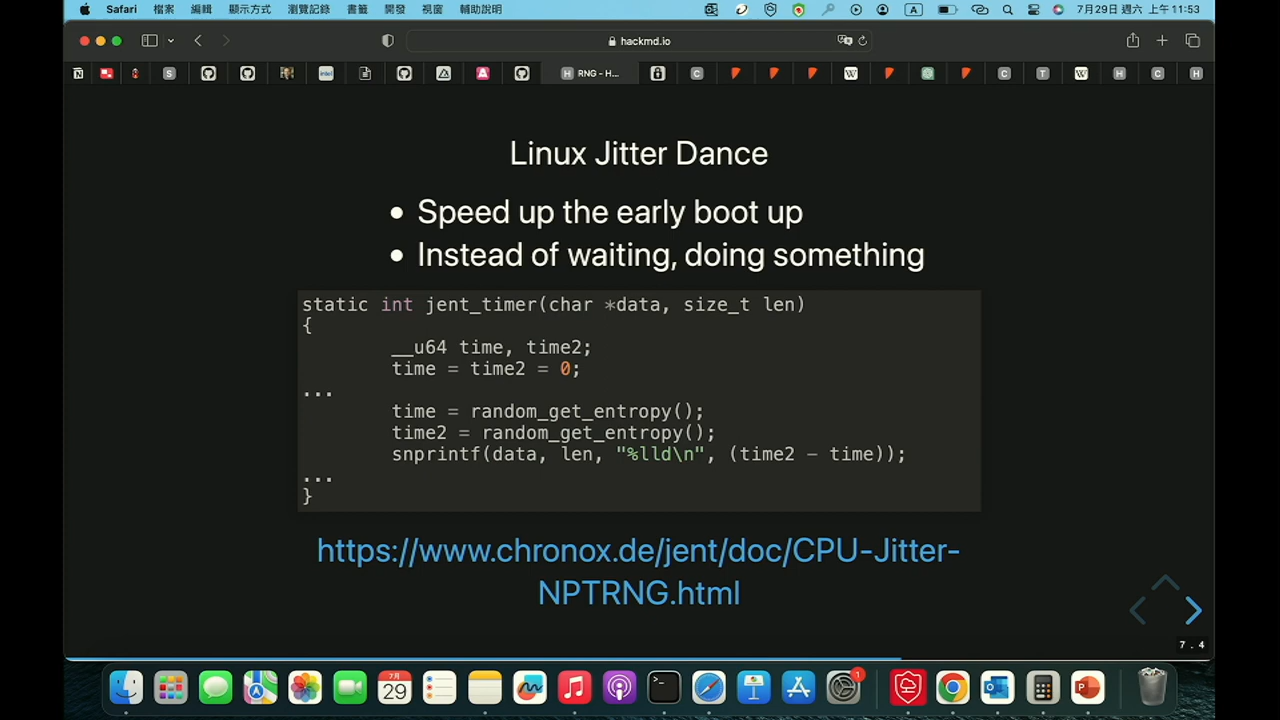 Safari 檔案 編輯 顯示方式 瀏覽記錄 書籤 開發 視窗 輔助說明 A 7月29日 週六 上午11:53
hackmd.io
RNG - H...
Linux Jitter Dance
• Speed up the early boot up
• Instead of waiting, doing something
static int jent_timer(char *data, size_t len)
{
__u64 time, time2;
time = time2 = 0;
...
time = random_get_entropy();
time2 = random_get_entropy();
snprintf(data, len, "%lld\n", (time2 - time));
...
}
https://www.chronox.de/jent/doc/CPU-Jitter-
NPTRNG.html
7.4
7月
29
1